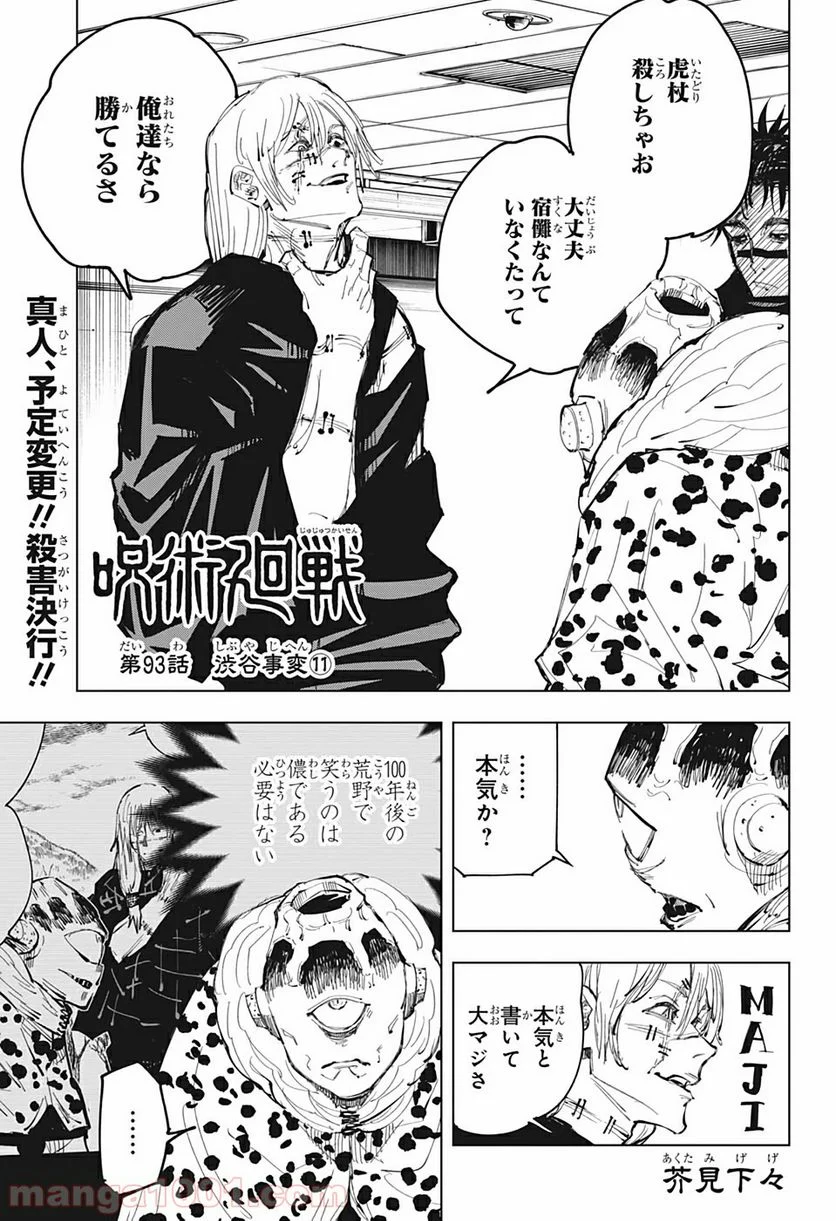 虎杖
殺しちゃお
大丈夫
宿儺なんて
いなくたって
俺達なら
勝てるさ
真人、予定変更!!殺害決行!!
呪術廻戦
第93話 渋谷事変⑪
……
本気か?
MAJI
本気と
書いて
大マジさ
芥見下々
100年後の
荒野で
笑うのは
儂である
必要はない
……
manga1001.com